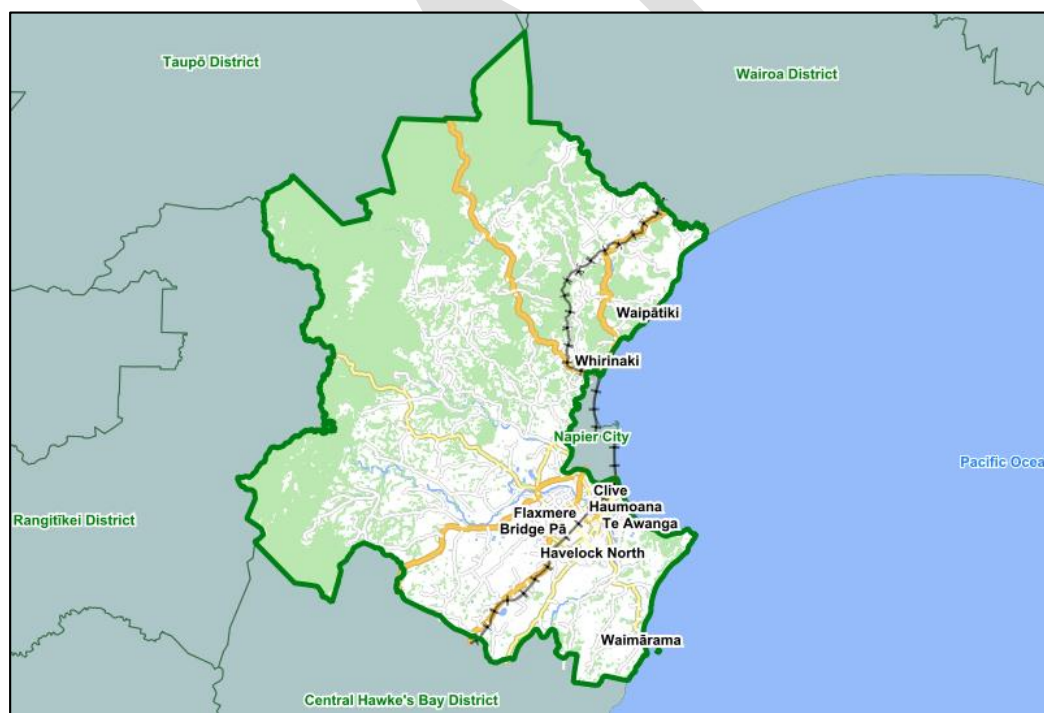 Taupō District
Wairoa District
Waipātiki
Whirinaki
Napier City
Pacific Ocea
Clive
Flaxmere
Haumoana
Rangitīkei District
Bridge Pā
Te Awanga
Havelock North
Waimārama
Central Hawke's Bay District